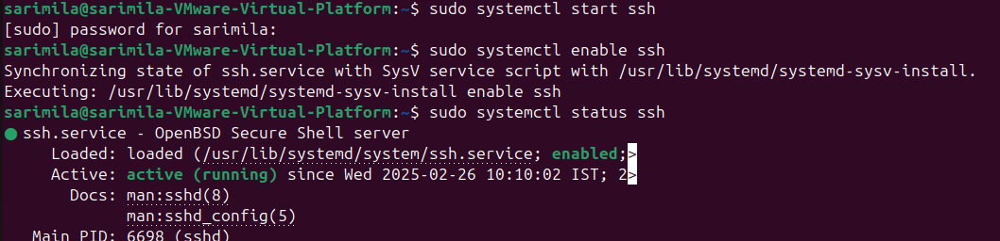 sarimila@sarimila-VMware-Virtual-Platform:~$ sudo systemctl start ssh
[sudo] password for sarimila:
sarimila@sarimila-VMware-Virtual-Platform:~$ sudo systemctl enable ssh
Synchronizing state of ssh.service with SysV service script with /usr/lib/systemd/systemd-sysv-install.
Executing: /usr/lib/systemd/systemd-sysv-install enable ssh
sarimila@sarimila-VMware-Virtual-Platform:~$ sudo systemctl status ssh
● ssh.service - OpenBSD Secure Shell server
     Loaded: loaded (/usr/lib/systemd/system/ssh.service; enabled;>
     Active: active (running) since Wed 2025-02-26 10:10:02 IST; 2>
       Docs: man:sshd(8)
             man:sshd_config(5)
   Main PID: 6698 (sshd)